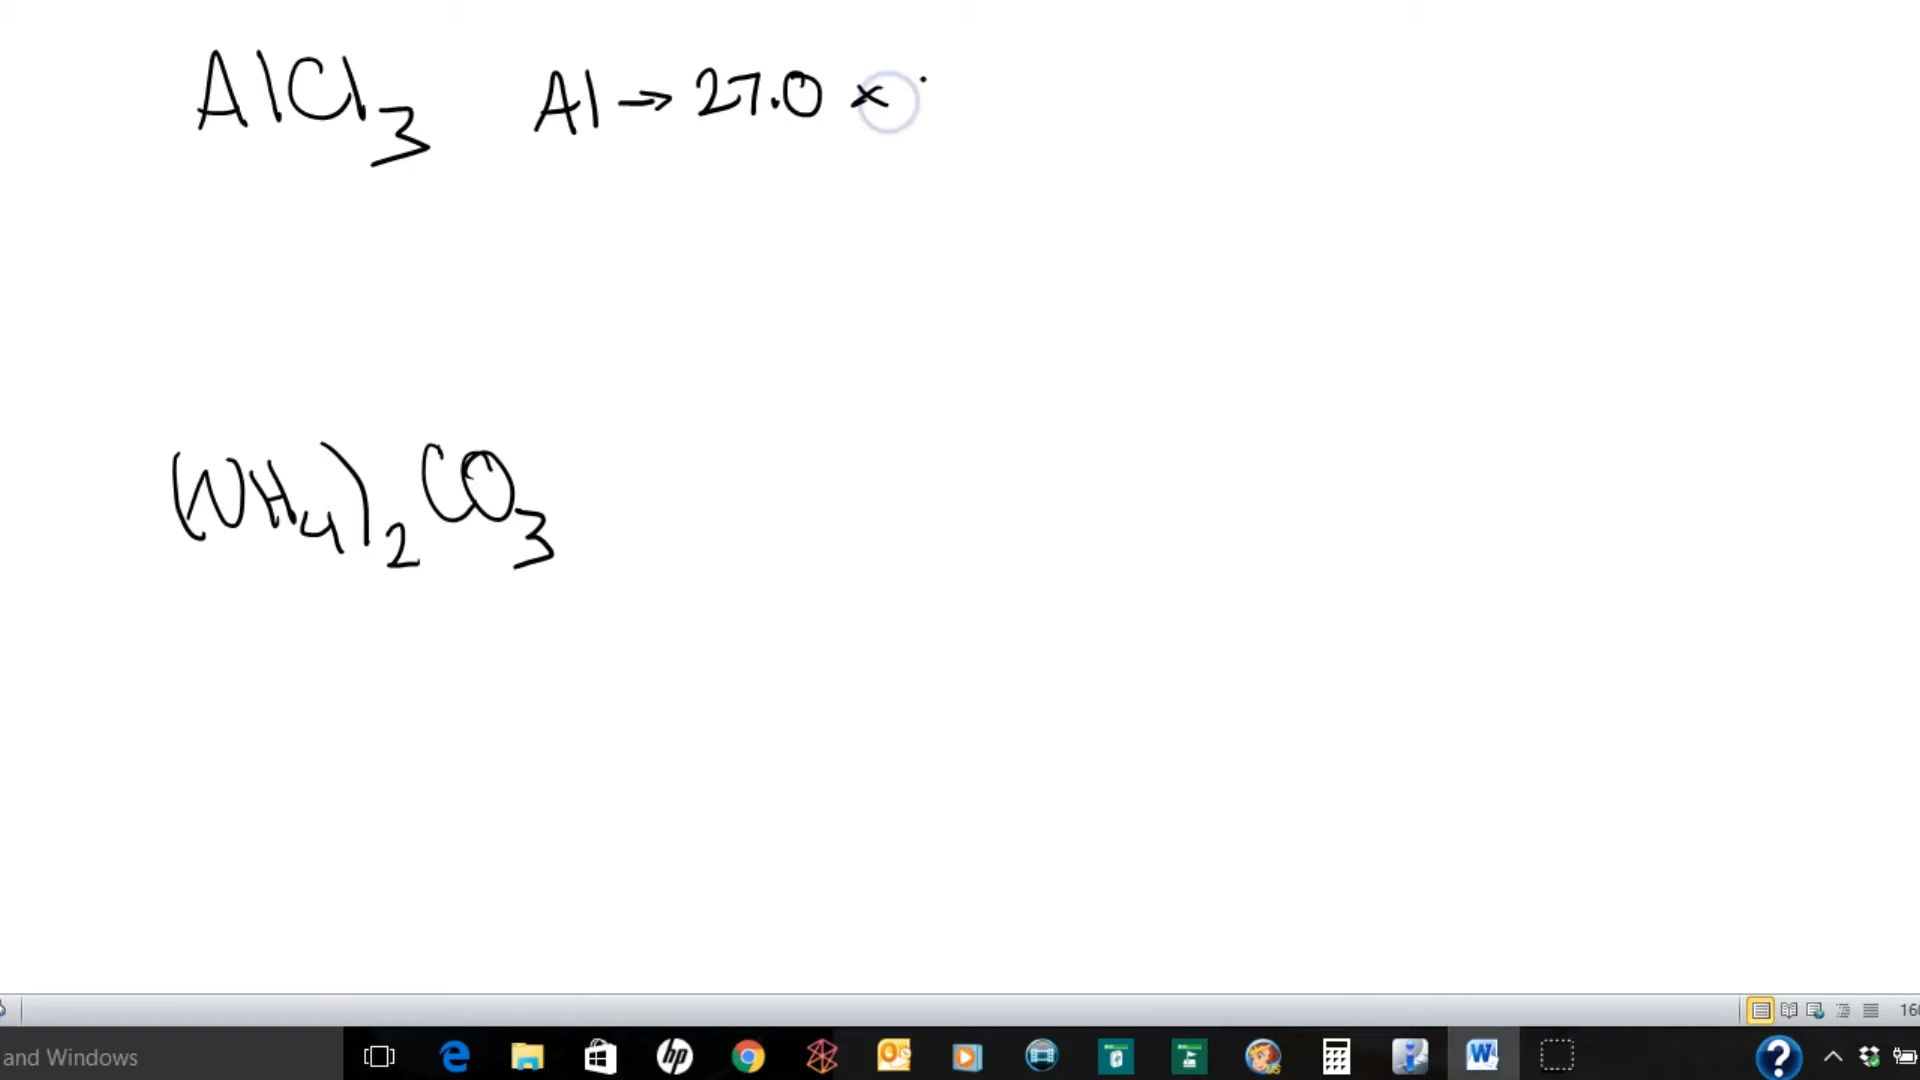 AlCl₃ Al → 27.0 ×
(NH₄)₂CO₃
and Windows